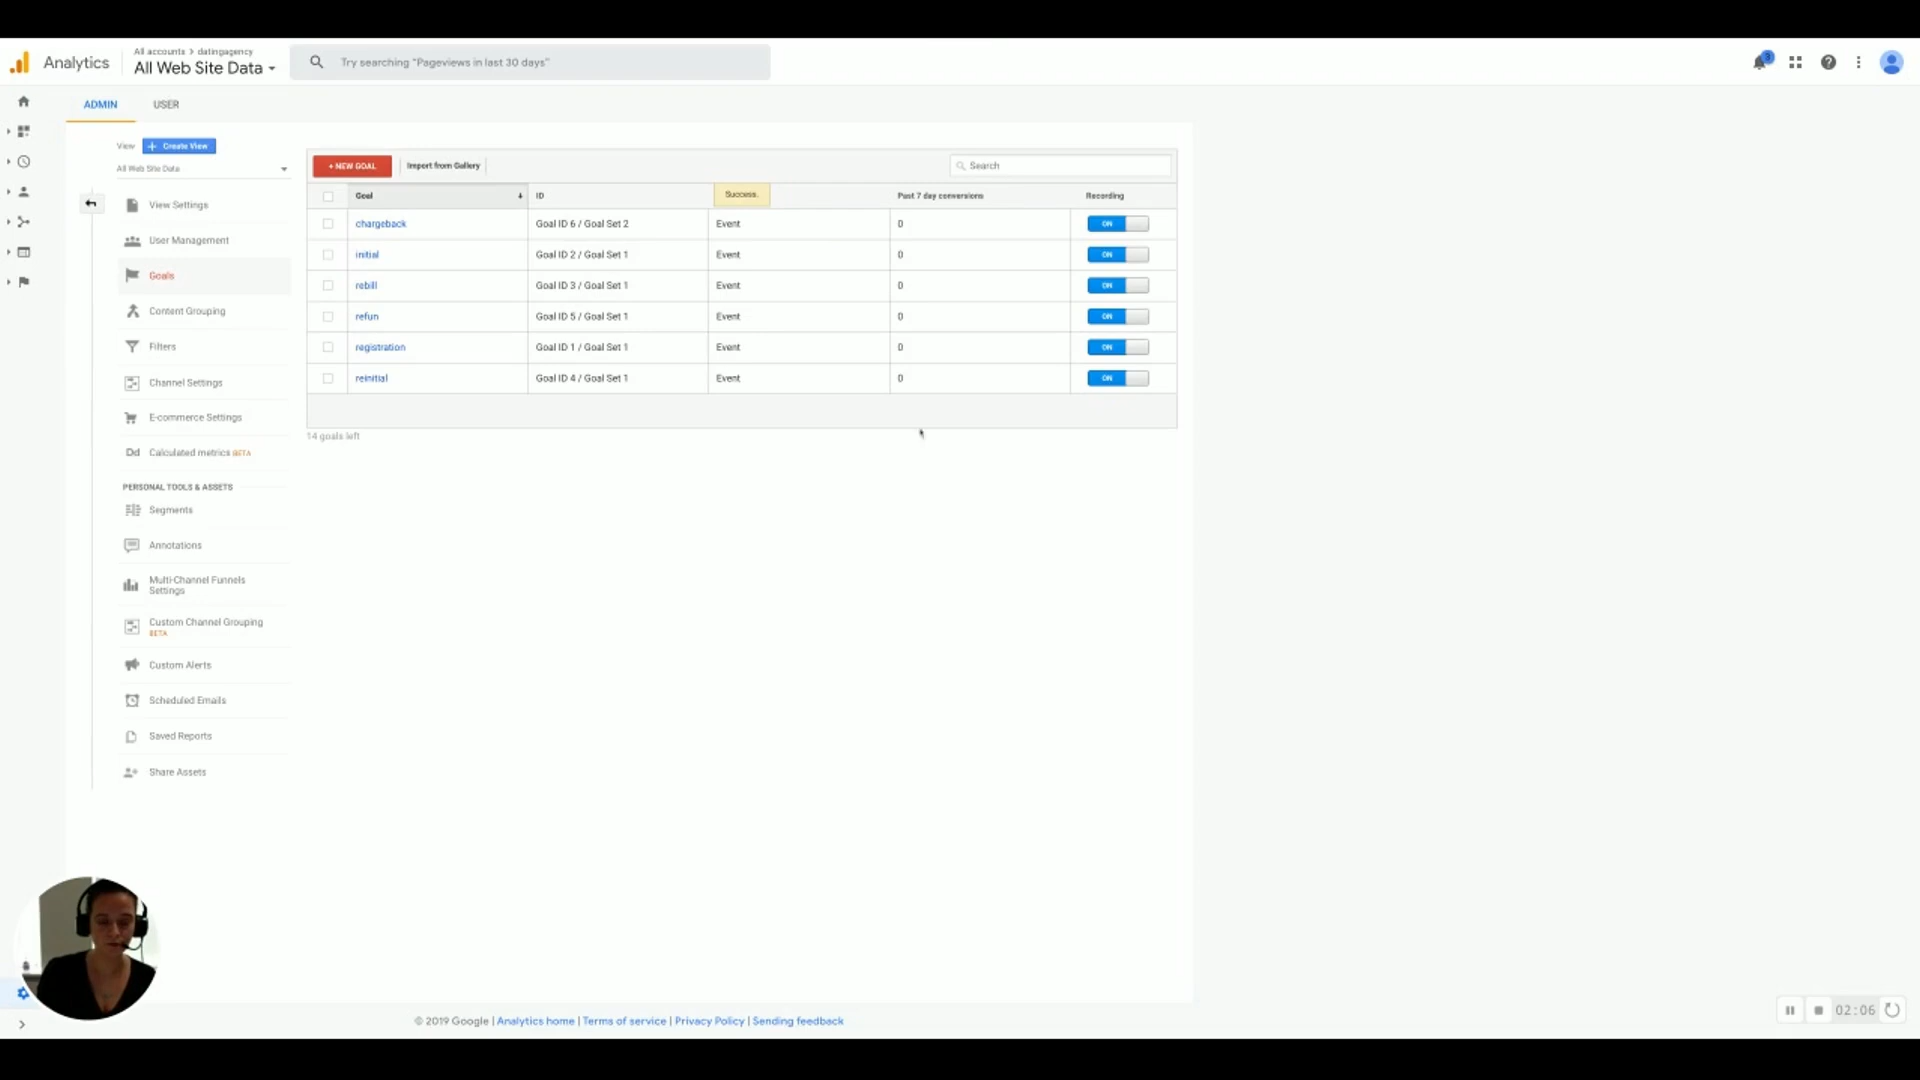 All accounts > datingagency
Analytics
All Web Site Data
Try searching "Pageviews in last 30 days"
3
ADMIN
USER
View
+ Create View
All Web Site Data
View Settings
User Management
Goals
Content Grouping
Filters
Channel Settings
E-commerce Settings
Dd
Calculated metrics BETA
PERSONAL TOOLS & ASSETS
Segments
Annotations
Multi-Channel Funnels
Settings
Custom Channel Grouping
BETA
Custom Alerts
Scheduled Emails
Saved Reports
Share Assets
+ NEW GOAL
Import from Gallery
Search
Goal
ID
Success.
Past 7 day conversions
Recording
chargeback
Goal ID 6 / Goal Set 2
Event
0
ON
initial
Goal ID 2 / Goal Set 1
Event
0
ON
rebill
Goal ID 3 / Goal Set 1
Event
0
ON
refun
Goal ID 5 / Goal Set 1
Event
0
ON
registration
Goal ID 1 / Goal Set 1
Event
0
ON
reinitial
Goal ID 4 / Goal Set 1
Event
0
ON
14 goals left
© 2019 Google | Analytics home | Terms of service | Privacy Policy | Sending feedback
02:06